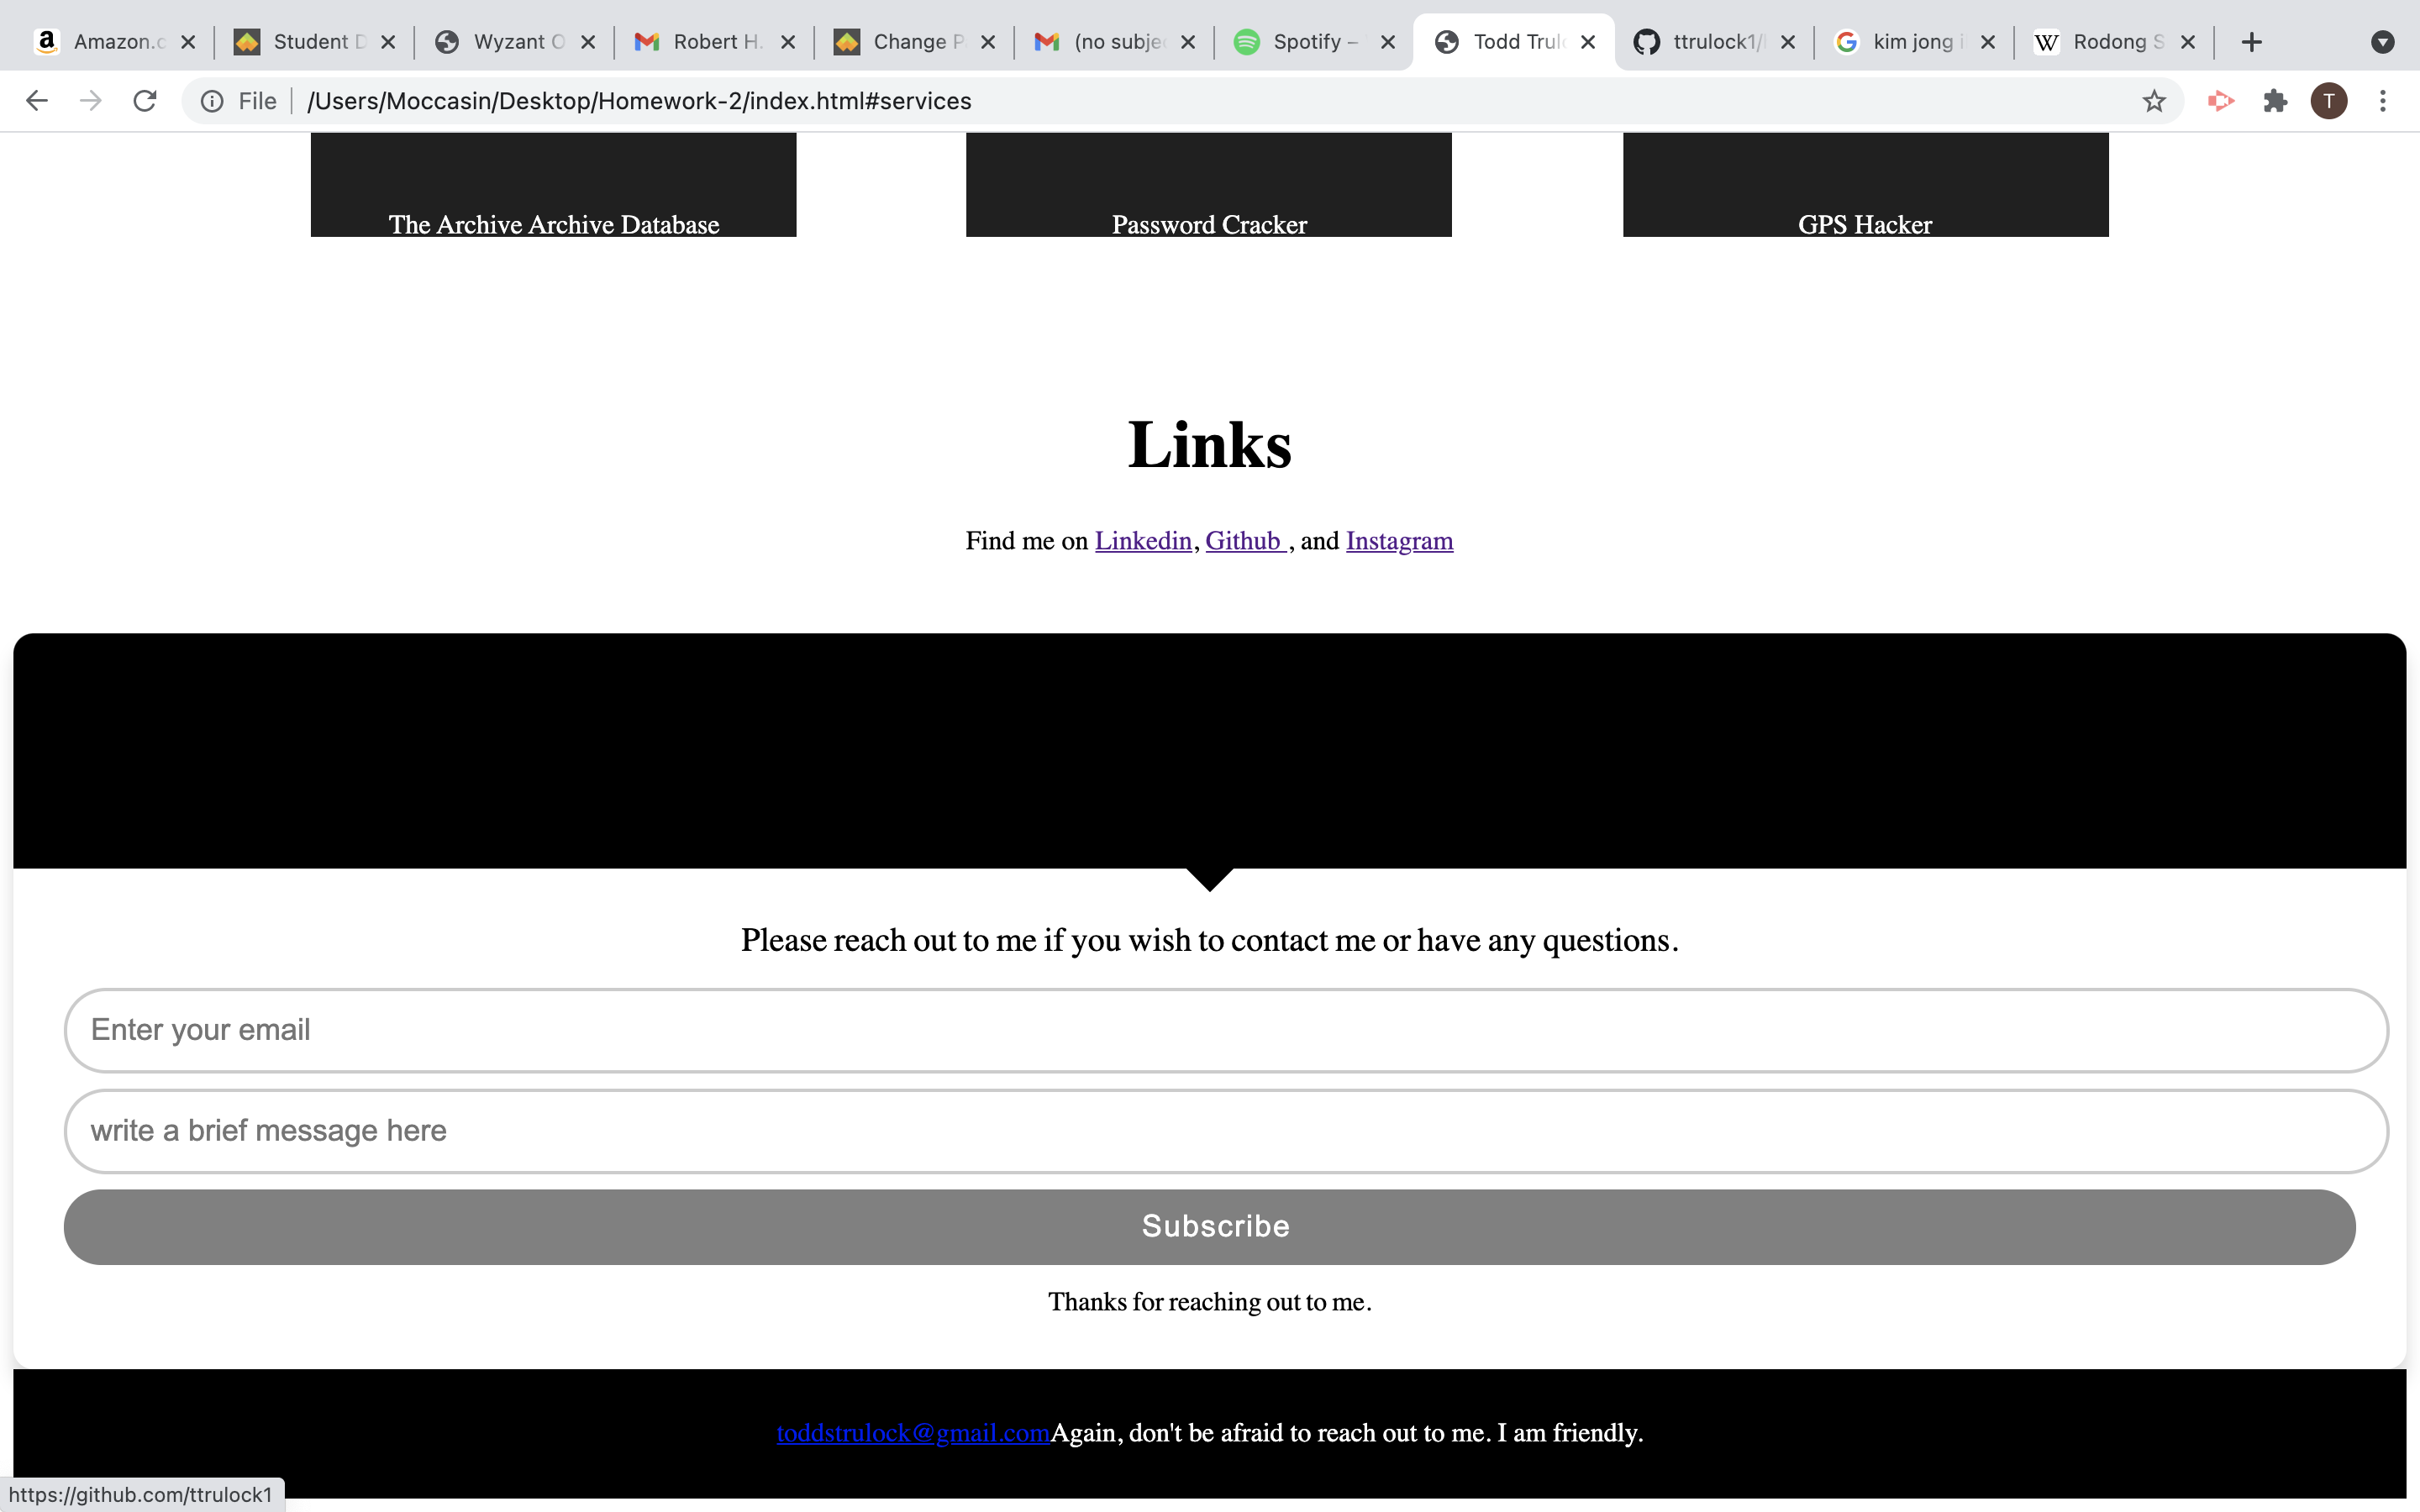 Amazon.c
Student D
Wyzant O
Robert H.
Change P
(no subje
Spotify –
Todd Trul
ttrulock1/
kim jong i
Rodong S
File
/Users/Moccasin/Desktop/Homework-2/index.html#services
T
The Archive Archive Database
Password Cracker
GPS Hacker
Links
Find me on Linkedin, Github , and Instagram
Please reach out to me if you wish to contact me or have any questions.
Enter your email
write a brief message here
Subscribe
Thanks for reaching out to me.
toddstrulock@gmail.comAgain, don't be afraid to reach out to me. I am friendly.
https://github.com/ttrulock1